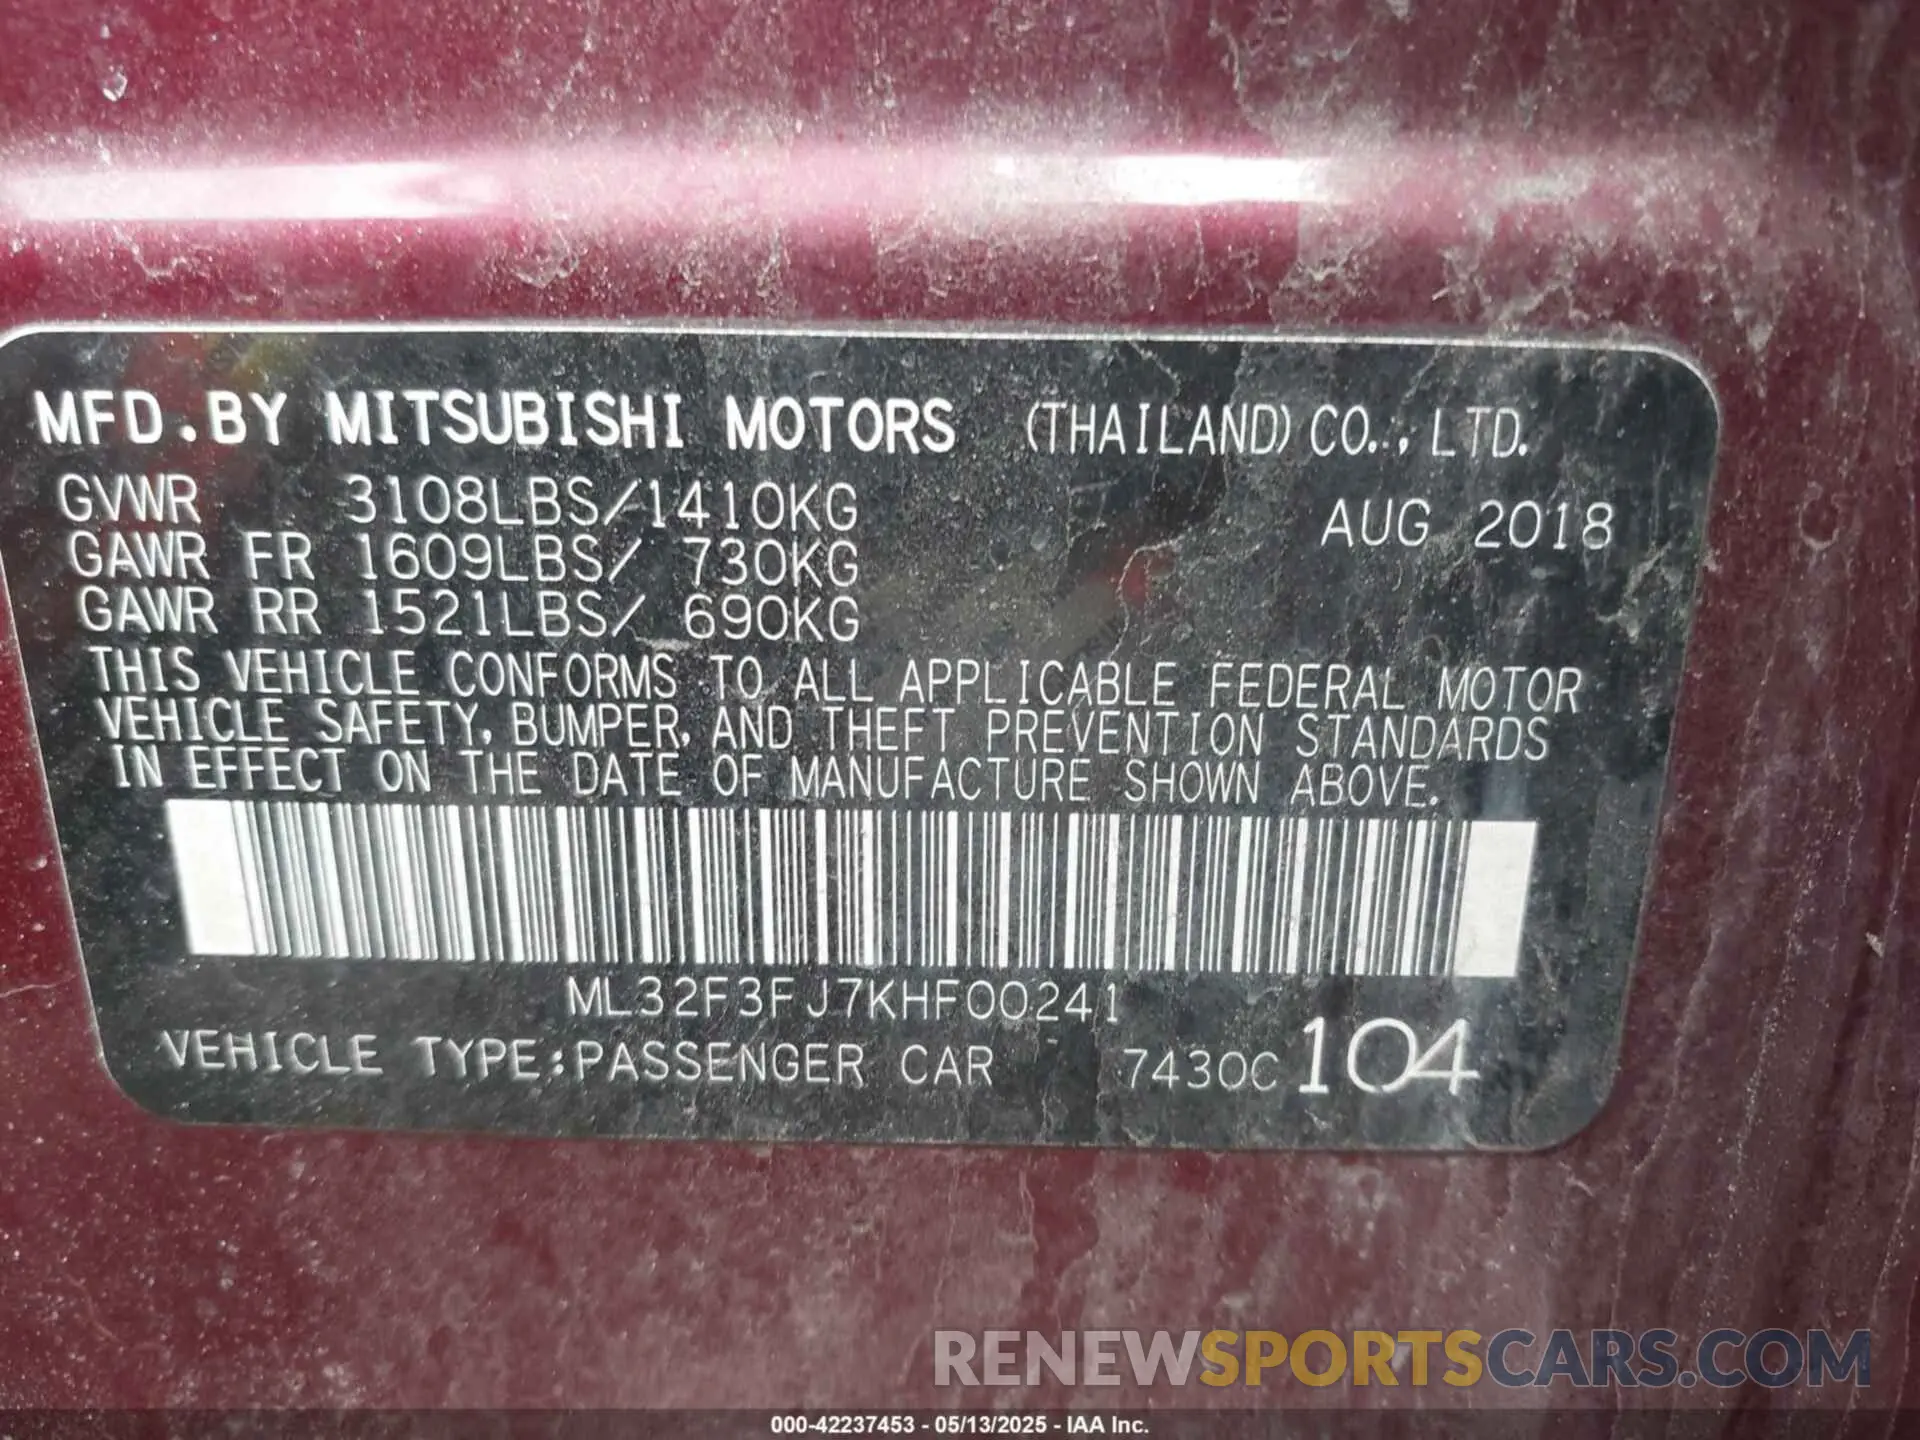 MFD.BY MITSUBISHI MOTORS (THAILAND) CO., LTD.
GVWR 3108LBS/1410KG AUG 2018
GAWR FR 1609LBS/ 730KG
GAWR RR 1521LBS/ 690KG
THIS VEHICLE CONFORMS TO ALL APPLICABLE FEDERAL MOTOR
VEHICLE SAFETY, BUMPER, AND THEFT PREVENTION STANDARDS
IN EFFECT ON THE DATE OF MANUFACTURE SHOWN ABOVE.
ML32F3FJ7KHF00241
VEHICLE TYPE:PASSENGER CAR 7430C 104
RENEWSPORTSCARS.COM
000-42237453 - 05/13/2025 - IAA Inc.